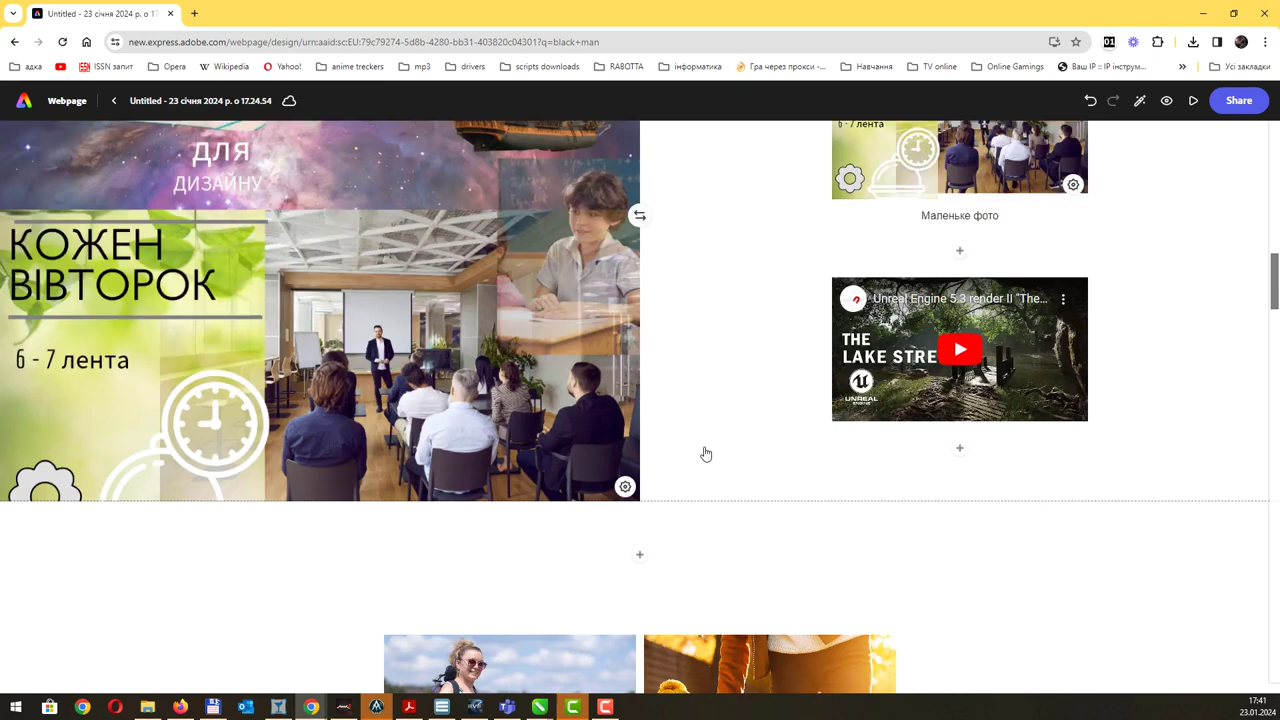 Untitled - 23 січня 2024 р. о 17
new.express.adobe.com/webpage/design/urn:aaid:sc:EU:79c79274-5d8b-4280-bb31-403820c04301?q=black+man
адка
ISSN запит
Opera
Wikipedia
Yahoo!
anime treckers
mp3
drivers
scripts downloads
RABOTTA
інформатика
Гра через прокси -...
Навчання
TV online
Online Gamings
Ваш IP :: IP інструм...
Усі закладки
Webpage
Untitled - 23 січня 2024 р. о 17.24.54
Share
ДЛЯ
ДИЗАЙНУ
КОЖЕН
ВІВТОРОК
6 - 7 лента
6 - 7 лента
Маленьке фото
Unreal Engine 5.3 render II "The...
THE
LAKE STRE
UNREAL
ENGINE
17:41
23.01.2024